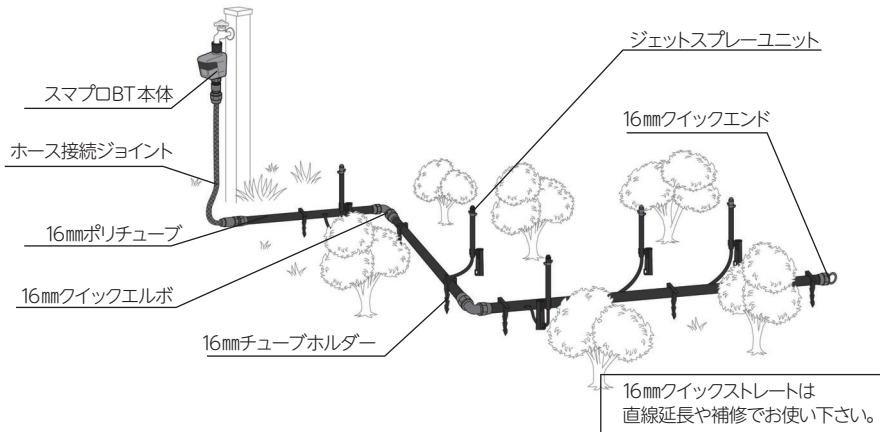 ジェットスプレーユニット
スマプロBT本体
16㎜クイックエンド
ホース接続ジョイント
16㎜ポリチューブ
16㎜クイックエルボ
16㎜チューブホルダー
16㎜クイックストレートは
直線延長や補修でお使い下さい。